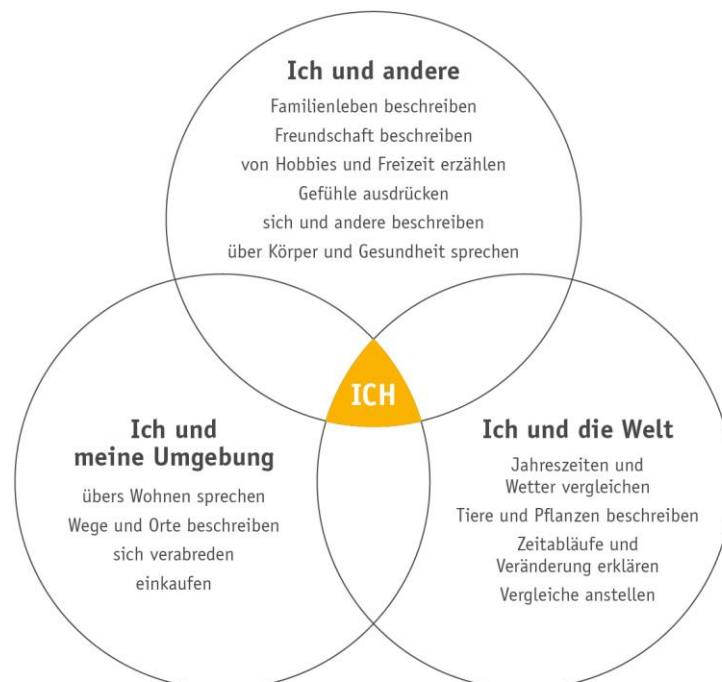 Ich und andere
Familienleben beschreiben
Freundschaft beschreiben
von Hobbies und Freizeit erzählen
Gefühle ausdrücken
sich und andere beschreiben
über Körper und Gesundheit sprechen
ICH
Ich und
meine Umgebung
übers Wohnen sprechen
Wege und Orte beschreiben
sich verabreden
einkaufen
Ich und die Welt
Jahreszeiten und
Wetter vergleichen
Tiere und Pflanzen beschreiben
Zeitabläufe und
Veränderung erklären
Vergleiche anstellen